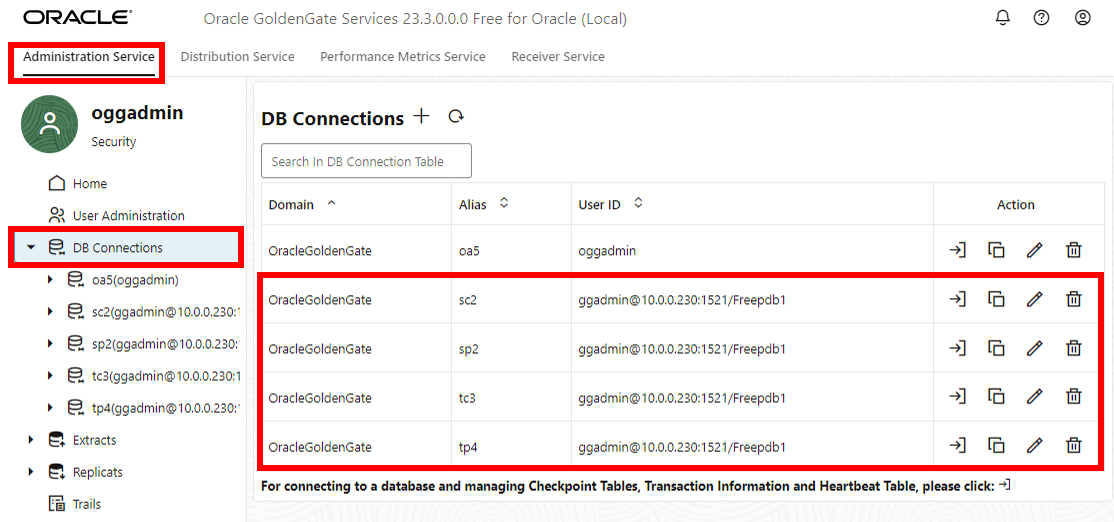 ORACLE®
Oracle GoldenGate Services 23.3.0.0.0 Free for Oracle (Local)
Administration Service
Distribution Service
Performance Metrics Service
Receiver Service
oggadmin
Security
Home
User Administration
DB Connections
oa5(oggadmin)
sc2(ggadmin@10.0.0.230:1
sp2(ggadmin@10.0.0.230:
tc3(ggadmin@10.0.0.230:1
tp4(ggadmin@10.0.0.230:
Extracts
Replicats
Trails
DB Connections
Search In DB Connection Table
Domain Alias User ID Action
OracleGoldenGate oa5 oggadmin
OracleGoldenGate sc2 ggadmin@10.0.0.230:1521/Freepdb1
OracleGoldenGate sp2 ggadmin@10.0.0.230:1521/Freepdb1
OracleGoldenGate tc3 ggadmin@10.0.0.230:1521/Freepdb1
OracleGoldenGate tp4 ggadmin@10.0.0.230:1521/Freepdb1
For connecting to a database and managing Checkpoint Tables, Transaction Information and Heartbeat Table, please click: